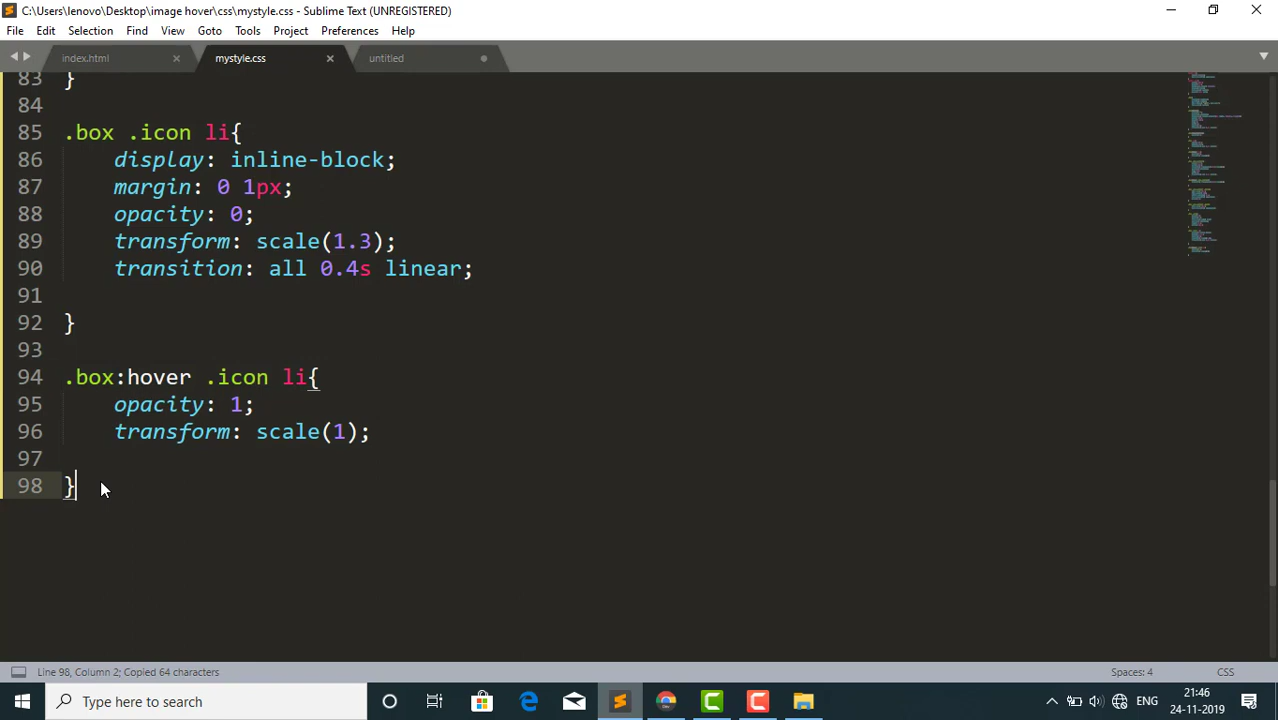 C:\Users\lenovo\Desktop\image hover\css\mystyle.css - Sublime Text (UNREGISTERED)
File Edit Selection Find View Goto Tools Project Preferences Help
index.html mystyle.css untitled
83 }
84
85 .box .icon li{
86 display: inline-block;
87 margin: 0 1px;
88 opacity: 0;
89 transform: scale(1.3);
90 transition: all 0.4s linear;
91
92 }
93
94 .box:hover .icon li{
95 opacity: 1;
96 transform: scale(1);
97
98 }
Line 98, Column 2; Copied 64 characters Spaces: 4 CSS
Type here to search ENG 21:46
24-11-2019